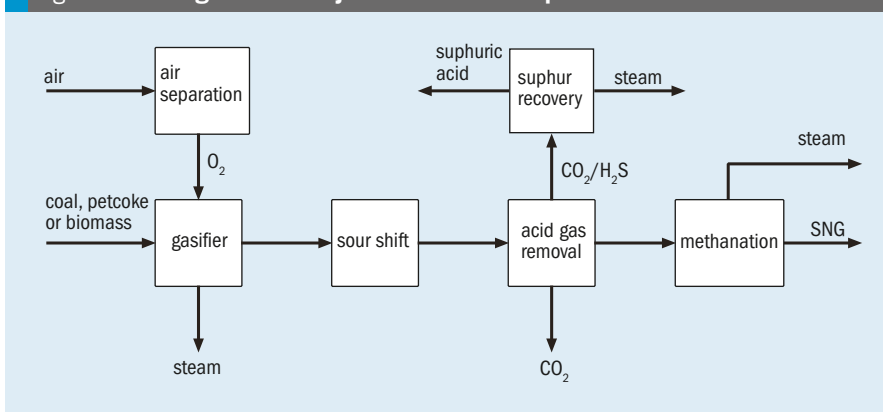 suphuric
acid
suphur
recovery
steam
air
air
separation
steam
O₂
CO₂/H₂S
coal, petcoke
or biomass
gasifier
sour shift
acid gas
removal
methanation
SNG
steam
CO₂